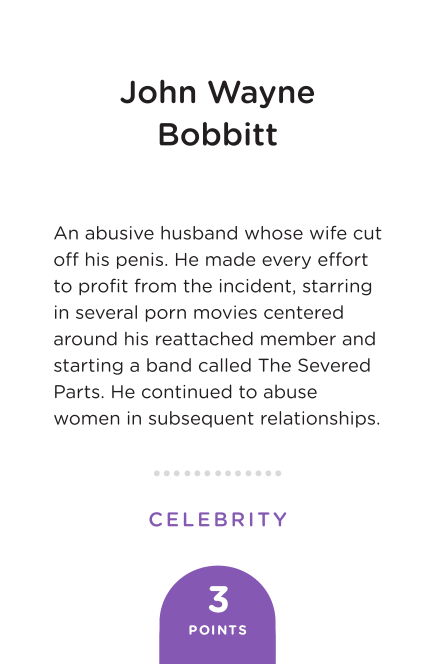 John Wayne
Bobbitt
An abusive husband whose wife cut
off his penis. He made every effort
to profit from the incident, starring
in several porn movies centered
around his reattached member and
starting a band called The Severed
Parts. He continued to abuse
women in subsequent relationships.
CELEBRITY
3
POINTS